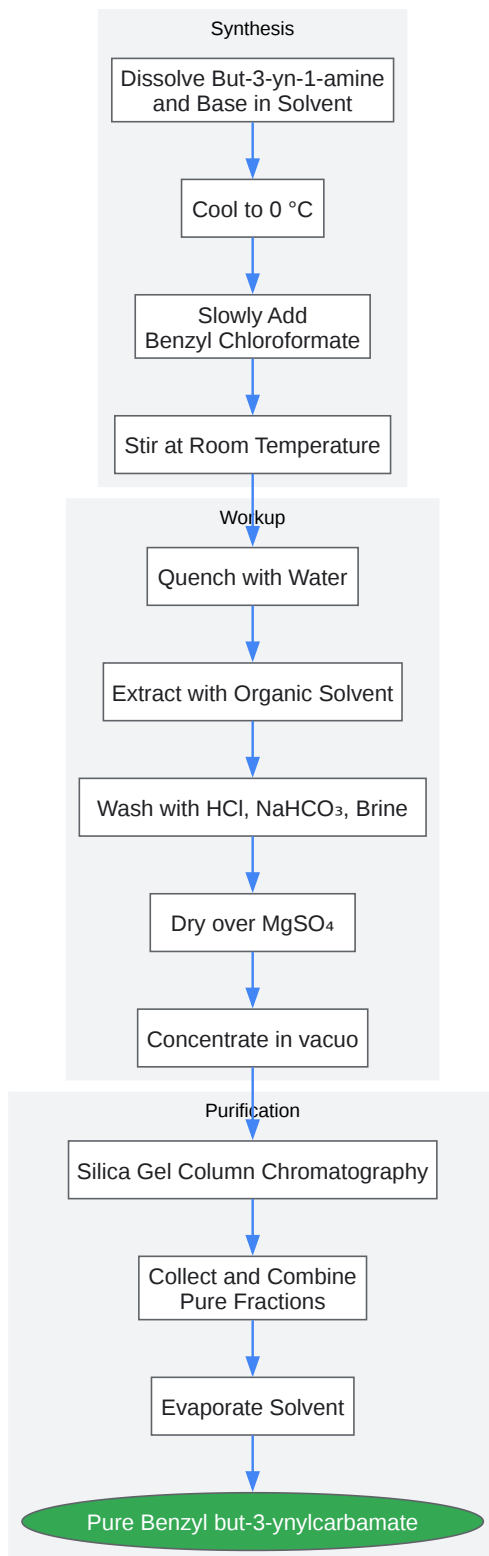 Synthesis
Dissolve But-3-yn-1-amine
and Base in Solvent
Cool to 0 °C
Slowly Add
Benzyl Chloroformate
Stir at Room Temperature
Workup
Quench with Water
Extract with Organic Solvent
Wash with HCl, NaHCO₃, Brine
Dry over MgSO₄
Concentrate in vacuo
Purification
Silica Gel Column Chromatography
Collect and Combine
Pure Fractions
Evaporate Solvent
Pure Benzyl but-3-ynylcarbamate